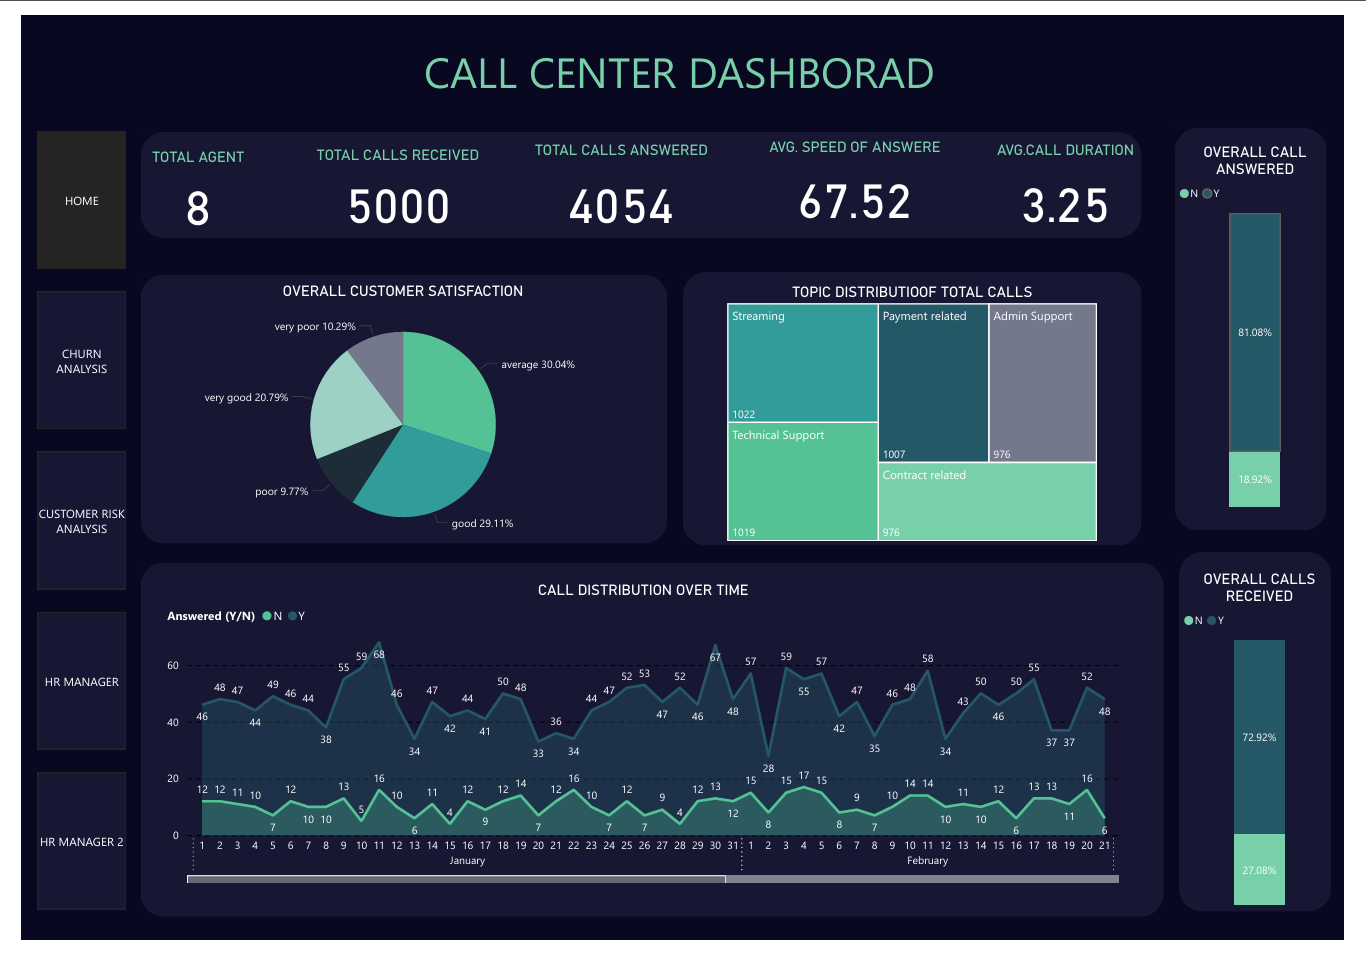 CALL CENTER DASHBORAD
HOME
CHURN
ANALYSIS
CUSTOMER RISK
ANALYSIS
HR MANAGER
HR MANAGER 2
TOTAL AGENT
8
TOTAL CALLS RECEIVED
5000
TOTAL CALLS ANSWERED
4054
AVG. SPEED OF ANSWERE
67.52
AVG.CALL DURATION
3.25
OVERALL CALL
ANSWERED
N Y
81.08%
18.92%
OVERALL CUSTOMER SATISFACTION
very poor 10.29%
average 30.04%
very good 20.79%
poor 9.77%
good 29.11%
TOPIC DISTRIBUTIOOF TOTAL CALLS
Streaming
1022
Technical Support
1019
Payment related
1007
Admin Support
976
Contract related
976
CALL DISTRIBUTION OVER TIME
Answered (Y/N) N Y
60
40
20
0
46 48 47 44 49 46 44 38 55 59 68 46 34 47 42 44 41 50 48 33 36 34 44 47 52 53 47 52 46 67 48 57 28 59 55 57 42 47 35 46 48 58 34 43 50 46 50 55 37 37 52 48
12 12 11 10 7 12 10 10 13 5 16 10 6 11 4 12 9 12 14 7 12 16 10 7 12 7 9 4 12 13 12 15 8 15 17 15 8 9 7 10 14 14 10 11 10 12 6 13 13 11 16 6
1 2 3 4 5 6 7 8 9 10 11 12 13 14 15 16 17 18 19 20 21 22 23 24 25 26 27 28 29 30 31 1 2 3 4 5 6 7 8 9 10 11 12 13 14 15 16 17 18 19 20 21
January February
OVERALL CALLS
RECEIVED
N Y
72.92%
27.08%